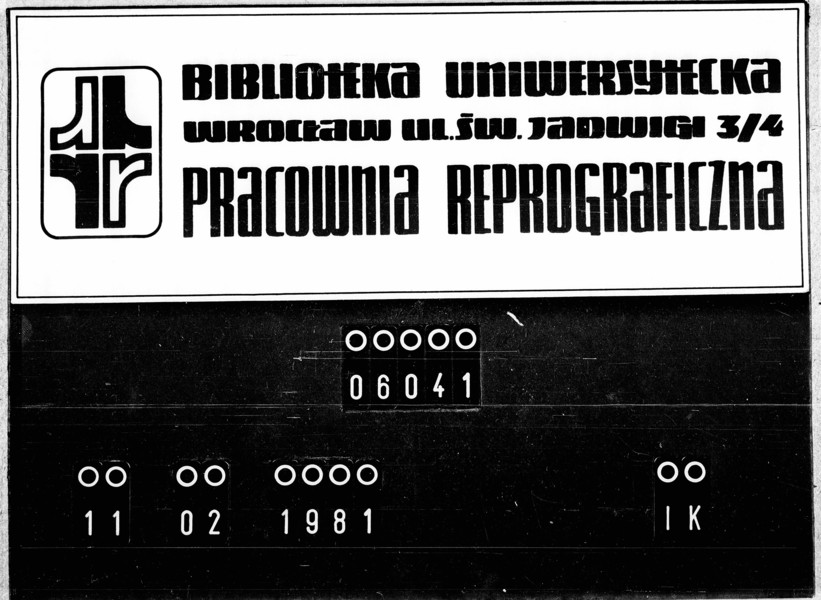 BIBLIOTEKA UNIWERSYTECKA
WROCŁAW UL.ŚW. JADWIGI 3/4
PRACOWNIA REPROGRAFICZNA
06041
11 02 1981 IK